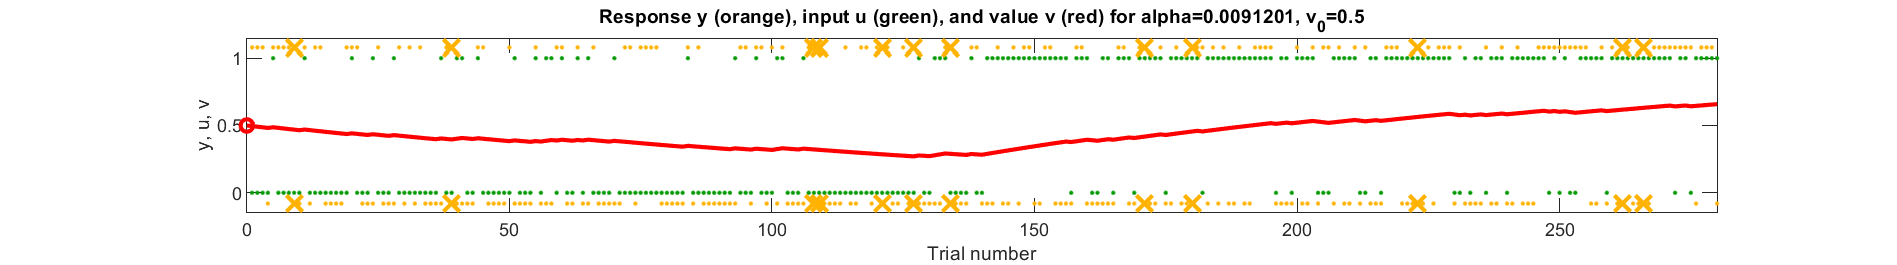 Response y (orange), input u (green), and value v (red) for alpha=0.0091201, v0=0.5
y, u, v
1
0.5
0
0 50 100 150 200 250
Trial number